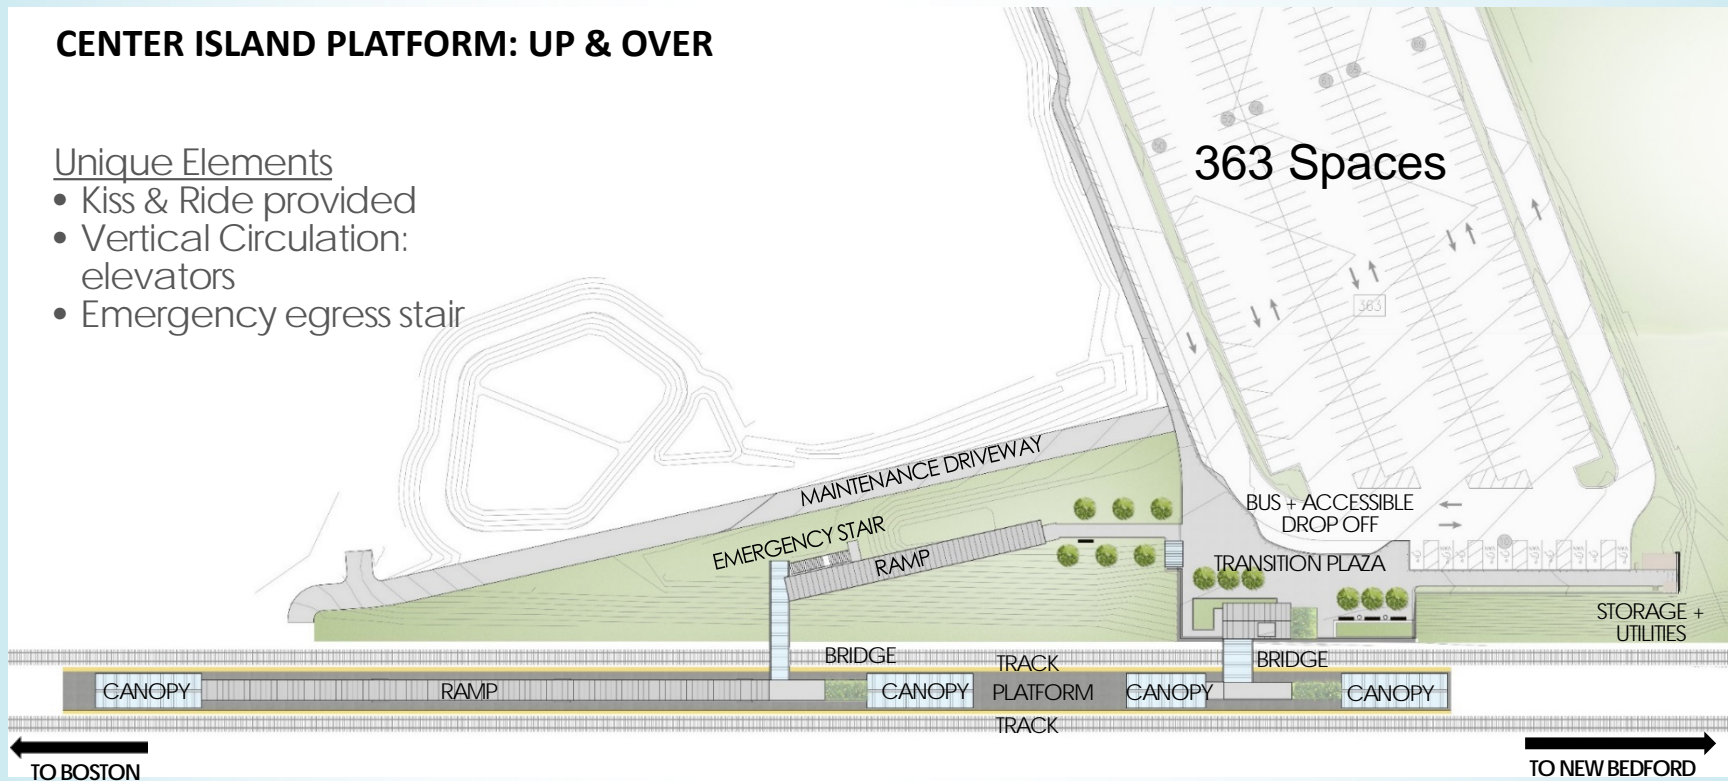 CENTER ISLAND PLATFORM: UP & OVER
Unique Elements
• Kiss & Ride provided
• Vertical Circulation:
elevators
• Emergency egress stair
363 Spaces
363
MAINTENANCE DRIVEWAY
EMERGENCY STAIR
RAMP
BUS + ACCESSIBLE
DROP OFF
TRANSITION PLAZA
STORAGE +
UTILITIES
BRIDGE
TRACK
BRIDGE
CANOPY
RAMP
CANOPY
PLATFORM
CANOPY
CANOPY
TRACK
TO BOSTON
TO NEW BEDFORD